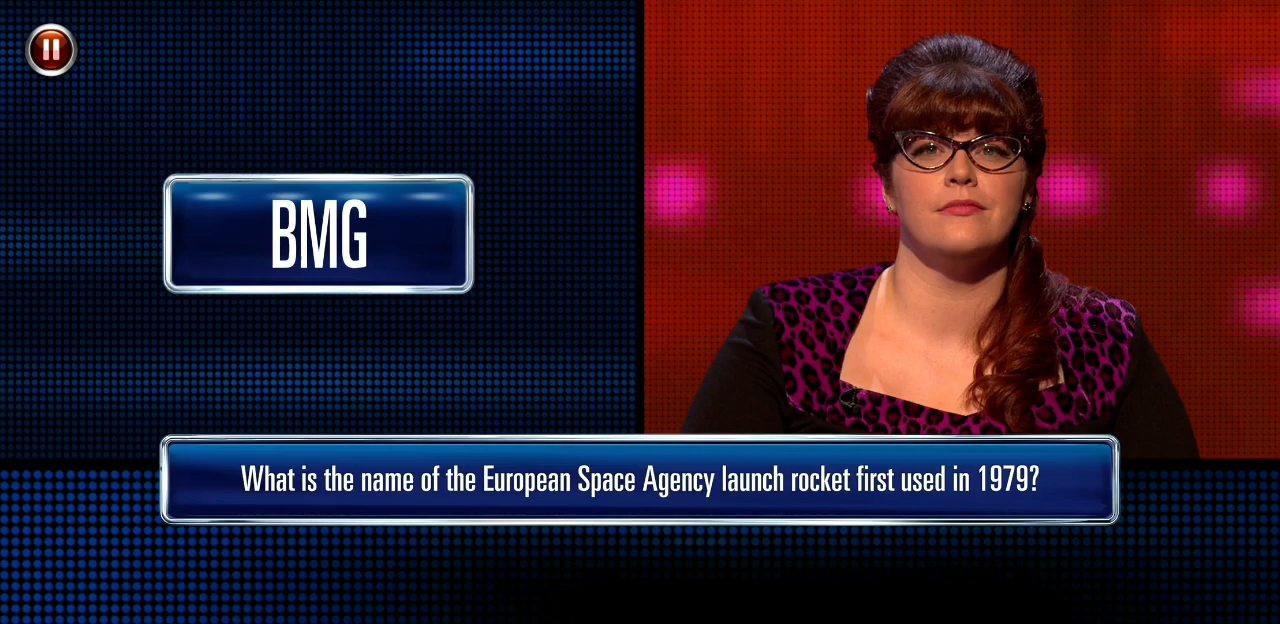 BMG
What is the name of the European Space Agency launch rocket first used in 1979?